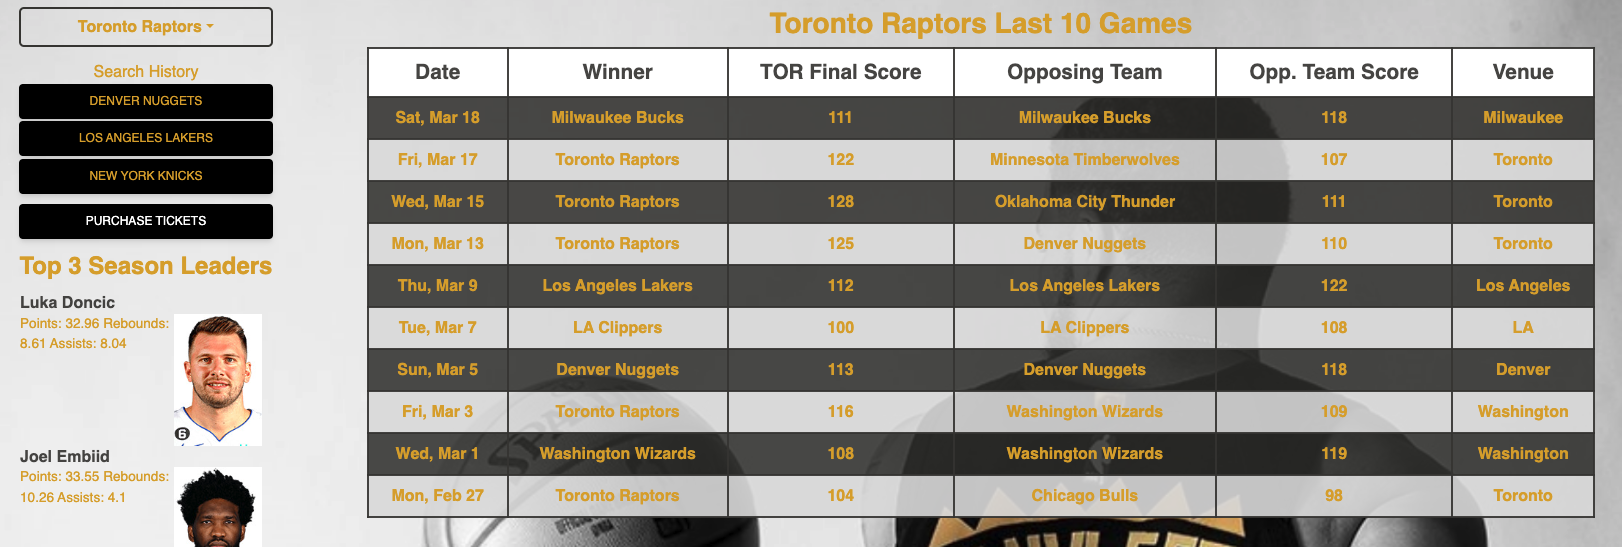 Toronto Raptors
Search History
DENVER NUGGETS
LOS ANGELES LAKERS
NEW YORK KNICKS
PURCHASE TICKETS
Top 3 Season Leaders
Luka Doncic
Points: 32.96 Rebounds:
8.61 Assists: 8.04
6
Joel Embiid
Points: 33.55 Rebounds:
10.26 Assists: 4.1
Toronto Raptors Last 10 Games
Date Winner TOR Final Score Opposing Team Opp. Team Score Venue
Sat, Mar 18 Milwaukee Bucks 111 Milwaukee Bucks 118 Milwaukee
Fri, Mar 17 Toronto Raptors 122 Minnesota Timberwolves 107 Toronto
Wed, Mar 15 Toronto Raptors 128 Oklahoma City Thunder 111 Toronto
Mon, Mar 13 Toronto Raptors 125 Denver Nuggets 110 Toronto
Thu, Mar 9 Los Angeles Lakers 112 Los Angeles Lakers 122 Los Angeles
Tue, Mar 7 LA Clippers 100 LA Clippers 108 LA
Sun, Mar 5 Denver Nuggets 113 Denver Nuggets 118 Denver
Fri, Mar 3 Toronto Raptors 116 Washington Wizards 109 Washington
Wed, Mar 1 Washington Wizards 108 Washington Wizards 119 Washington
Mon, Feb 27 Toronto Raptors 104 Chicago Bulls 98 Toronto